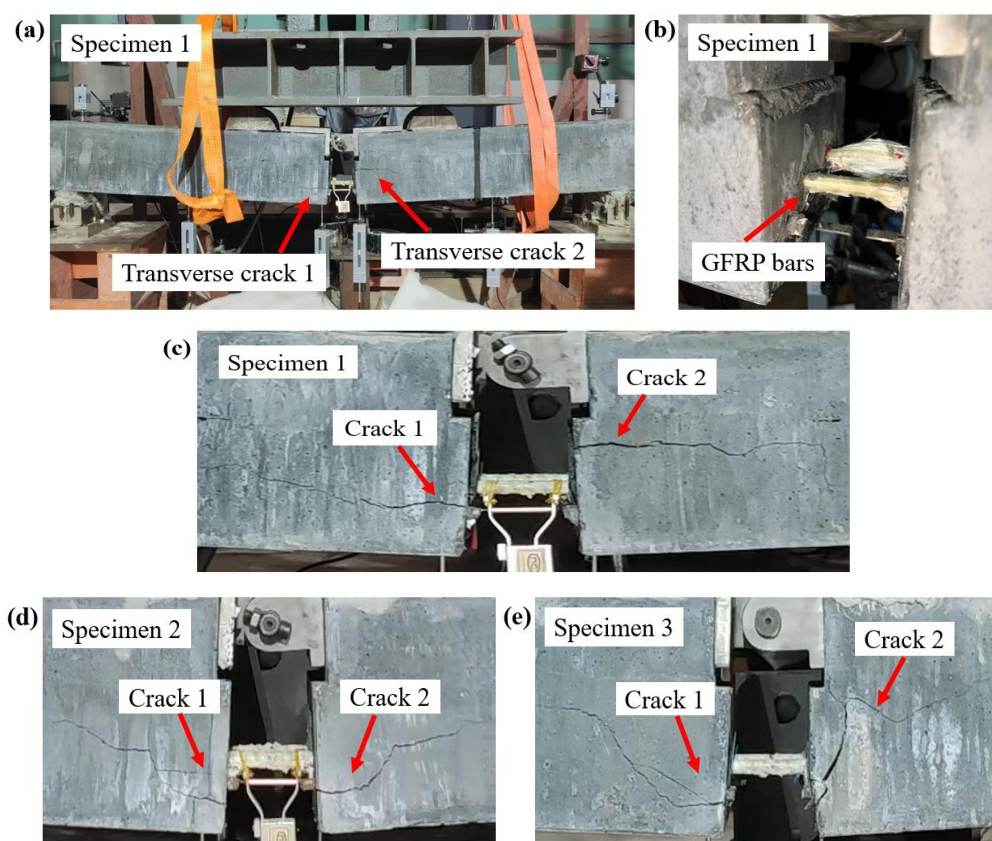 (a)
Specimen 1
Transverse crack 1
Transverse crack 2
(b)
Specimen 1
GFRP bars
(c)
Specimen 1
Crack 1
Crack 2
(d)
Specimen 2
Crack 1
Crack 2
(e)
Specimen 3
Crack 1
Crack 2